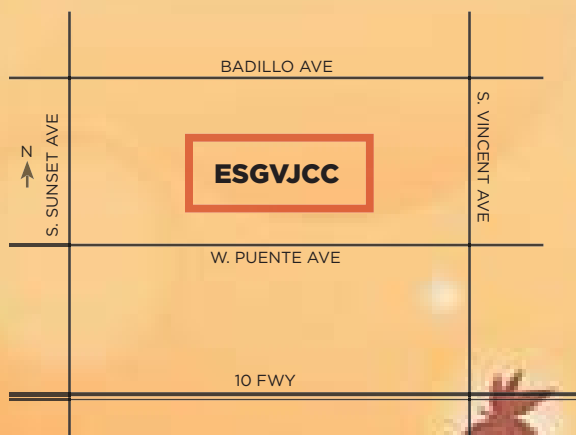 BADILLO AVE
S. SUNSET AVE
N
ESGVJCC
S. VINCENT AVE
W. PUENTE AVE
10 FWY